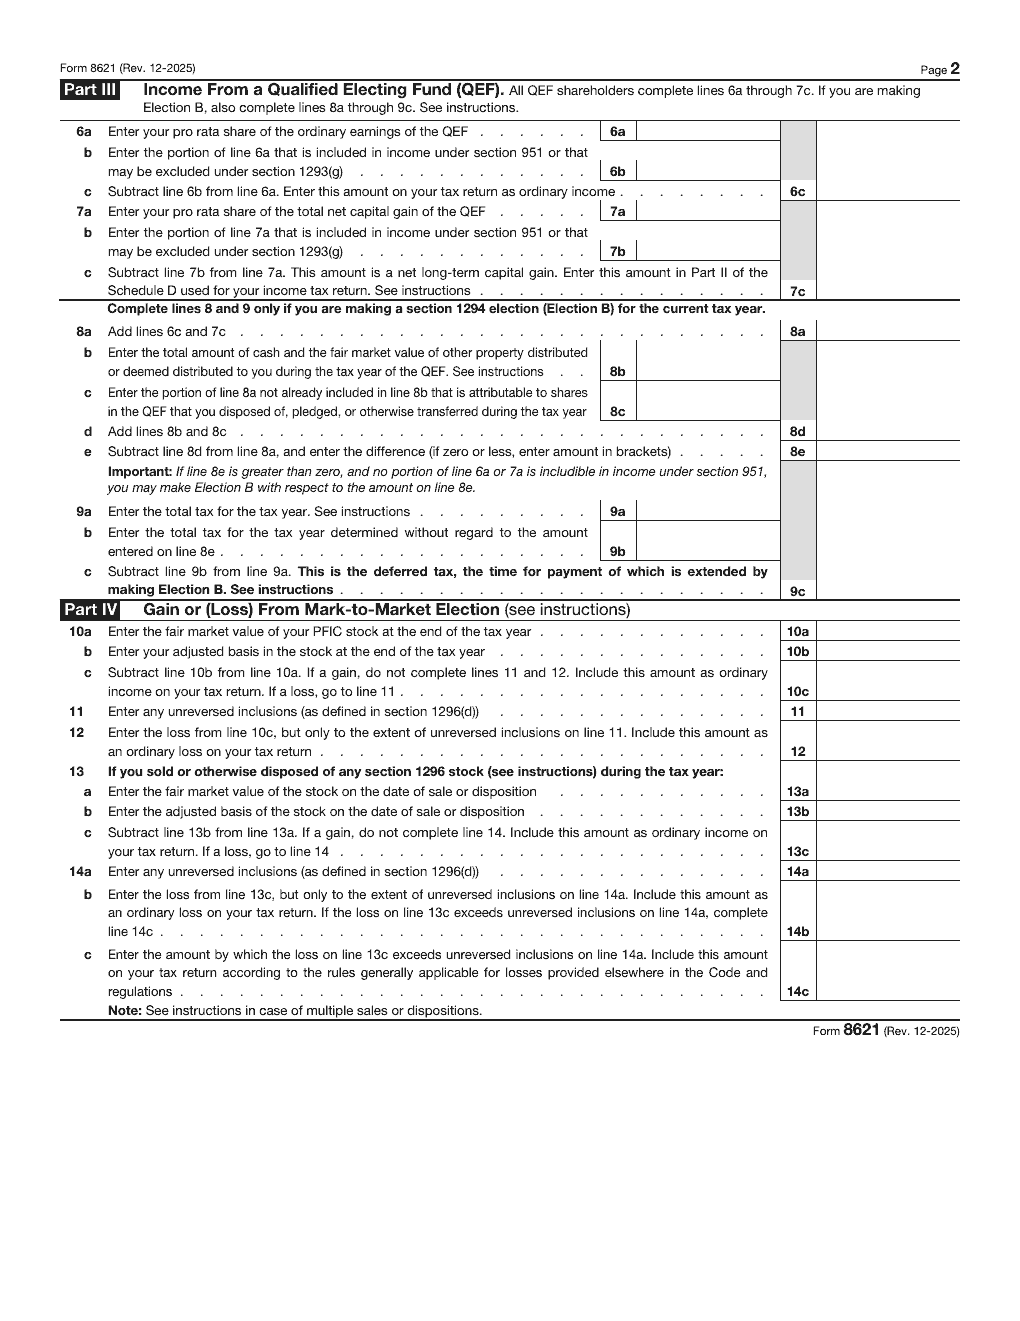 Form 8621 (Rev. 12-2025) Page 2
Part III Income From a Qualified Electing Fund (QEF). All QEF shareholders complete lines 6a through 7c. If you are making
Election B, also complete lines 8a through 9c. See instructions.
6a Enter your pro rata share of the ordinary earnings of the QEF . . . . . . 6a
b Enter the portion of line 6a that is included in income under section 951 or that
may be excluded under section 1293(g) . . . . . . . . . . . . 6b
c Subtract line 6b from line 6a. Enter this amount on your tax return as ordinary income . . . . . . . . 6c
7a Enter your pro rata share of the total net capital gain of the QEF . . . . . 7a
b Enter the portion of line 7a that is included in income under section 951 or that
may be excluded under section 1293(g) . . . . . . . . . . . . 7b
c Subtract line 7b from line 7a. This amount is a net long-term capital gain. Enter this amount in Part II of the
Schedule D used for your income tax return. See instructions . . . . . . . . . . . . . . . 7c
Complete lines 8 and 9 only if you are making a section 1294 election (Election B) for the current tax year.
8a Add lines 6c and 7c . . . . . . . . . . . . . . . . . . . . . . . . . . . 8a
b Enter the total amount of cash and the fair market value of other property distributed
or deemed distributed to you during the tax year of the QEF. See instructions . . 8b
c Enter the portion of line 8a not already included in line 8b that is attributable to shares
in the QEF that you disposed of, pledged, or otherwise transferred during the tax year 8c
d Add lines 8b and 8c . . . . . . . . . . . . . . . . . . . . . . . . . . . 8d
e Subtract line 8d from line 8a, and enter the difference (if zero or less, enter amount in brackets) . . . . . 8e
Important: If line 8e is greater than zero, and no portion of line 6a or 7a is includible in income under section 951,
you may make Election B with respect to the amount on line 8e.
9a Enter the total tax for the tax year. See instructions . . . . . . . . . 9a
b Enter the total tax for the tax year determined without regard to the amount
entered on line 8e . . . . . . . . . . . . . . . . . . . 9b
c Subtract line 9b from line 9a. This is the deferred tax, the time for payment of which is extended by
making Election B. See instructions . . . . . . . . . . . . . . . . . . . . . . 9c
Part IV Gain or (Loss) From Mark-to-Market Election (see instructions)
10a Enter the fair market value of your PFIC stock at the end of the tax year . . . . . . . . . . . . 10a
b Enter your adjusted basis in the stock at the end of the tax year . . . . . . . . . . . . . . 10b
c Subtract line 10b from line 10a. If a gain, do not complete lines 11 and 12. Include this amount as ordinary
income on your tax return. If a loss, go to line 11 . . . . . . . . . . . . . . . . . . . 10c
11 Enter any unreversed inclusions (as defined in section 1296(d)) . . . . . . . . . . . . . . 11
12 Enter the loss from line 10c, but only to the extent of unreversed inclusions on line 11. Include this amount as
an ordinary loss on your tax return . . . . . . . . . . . . . . . . . . . . . . . 12
13 If you sold or otherwise disposed of any section 1296 stock (see instructions) during the tax year:
a Enter the fair market value of the stock on the date of sale or disposition . . . . . . . . . . . 13a
b Enter the adjusted basis of the stock on the date of sale or disposition . . . . . . . . . . . . 13b
c Subtract line 13b from line 13a. If a gain, do not complete line 14. Include this amount as ordinary income on
your tax return. If a loss, go to line 14 . . . . . . . . . . . . . . . . . . . . . . 13c
14a Enter any unreversed inclusions (as defined in section 1296(d)) . . . . . . . . . . . . . . 14a
b Enter the loss from line 13c, but only to the extent of unreversed inclusions on line 14a. Include this amount as
an ordinary loss on your tax return. If the loss on line 13c exceeds unreversed inclusions on line 14a, complete
line 14c . . . . . . . . . . . . . . . . . . . . . . . . . . . . . . . 14b
c Enter the amount by which the loss on line 13c exceeds unreversed inclusions on line 14a. Include this amount
on your tax return according to the rules generally applicable for losses provided elsewhere in the Code and
regulations . . . . . . . . . . . . . . . . . . . . . . . . . . . . . . 14c
Note: See instructions in case of multiple sales or dispositions.
Form 8621 (Rev. 12-2025)